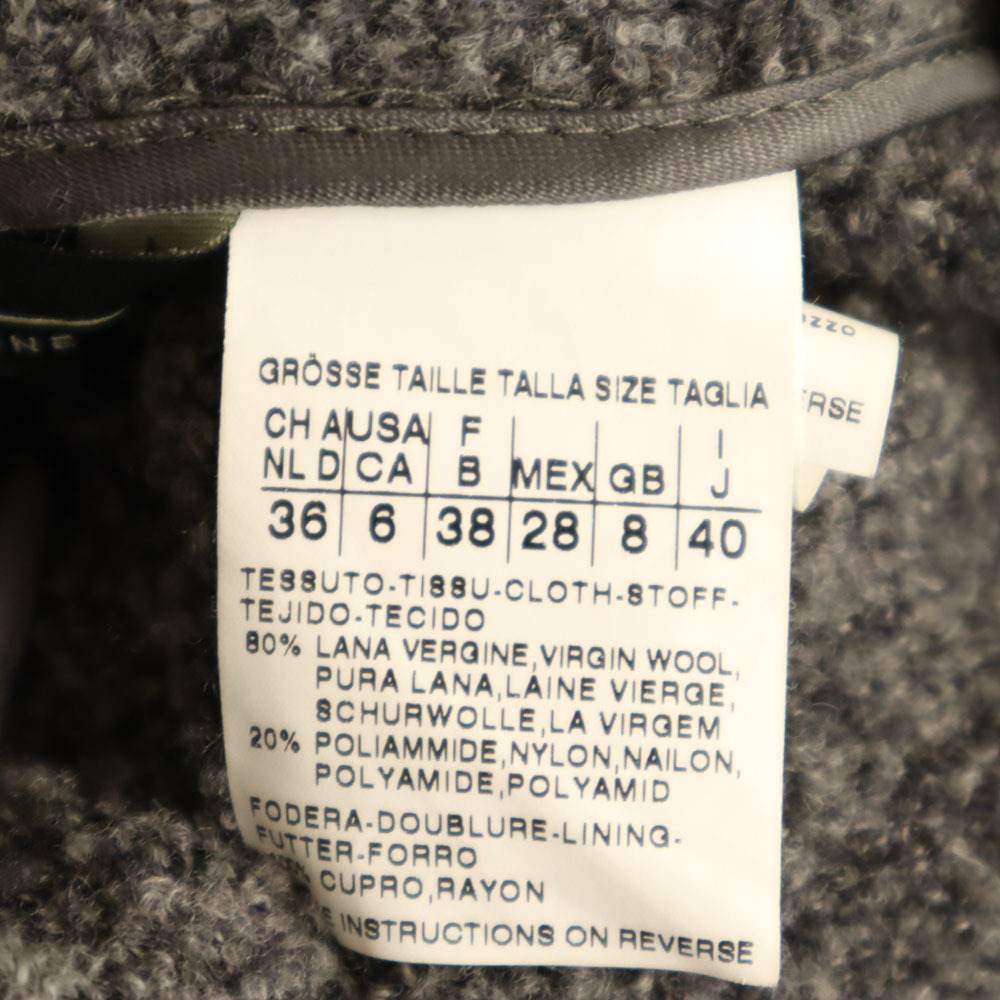 GRÖSSE TAILLE TALLA SIZE TAGLIA
CH A USA F I
NL D CA B MEX GB J
36 6 38 28 8 40
TESSUTO-TISSU-CLOTH-STOFF-
TEJIDO-TECIDO
80% LANA VERGINE,VIRGIN WOOL,
PURA LANA,LAINE VIERGE,
SCHURWOLLE,LA VIRGEM
20% POLIAMMIDE,NYLON,NAILON,
POLYAMIDE,POLYAMID
FODERA-DOUBLURE-LINING-
FUTTER-FORRO
CUPRO,RAYON
INSTRUCTIONS ON REVERSE